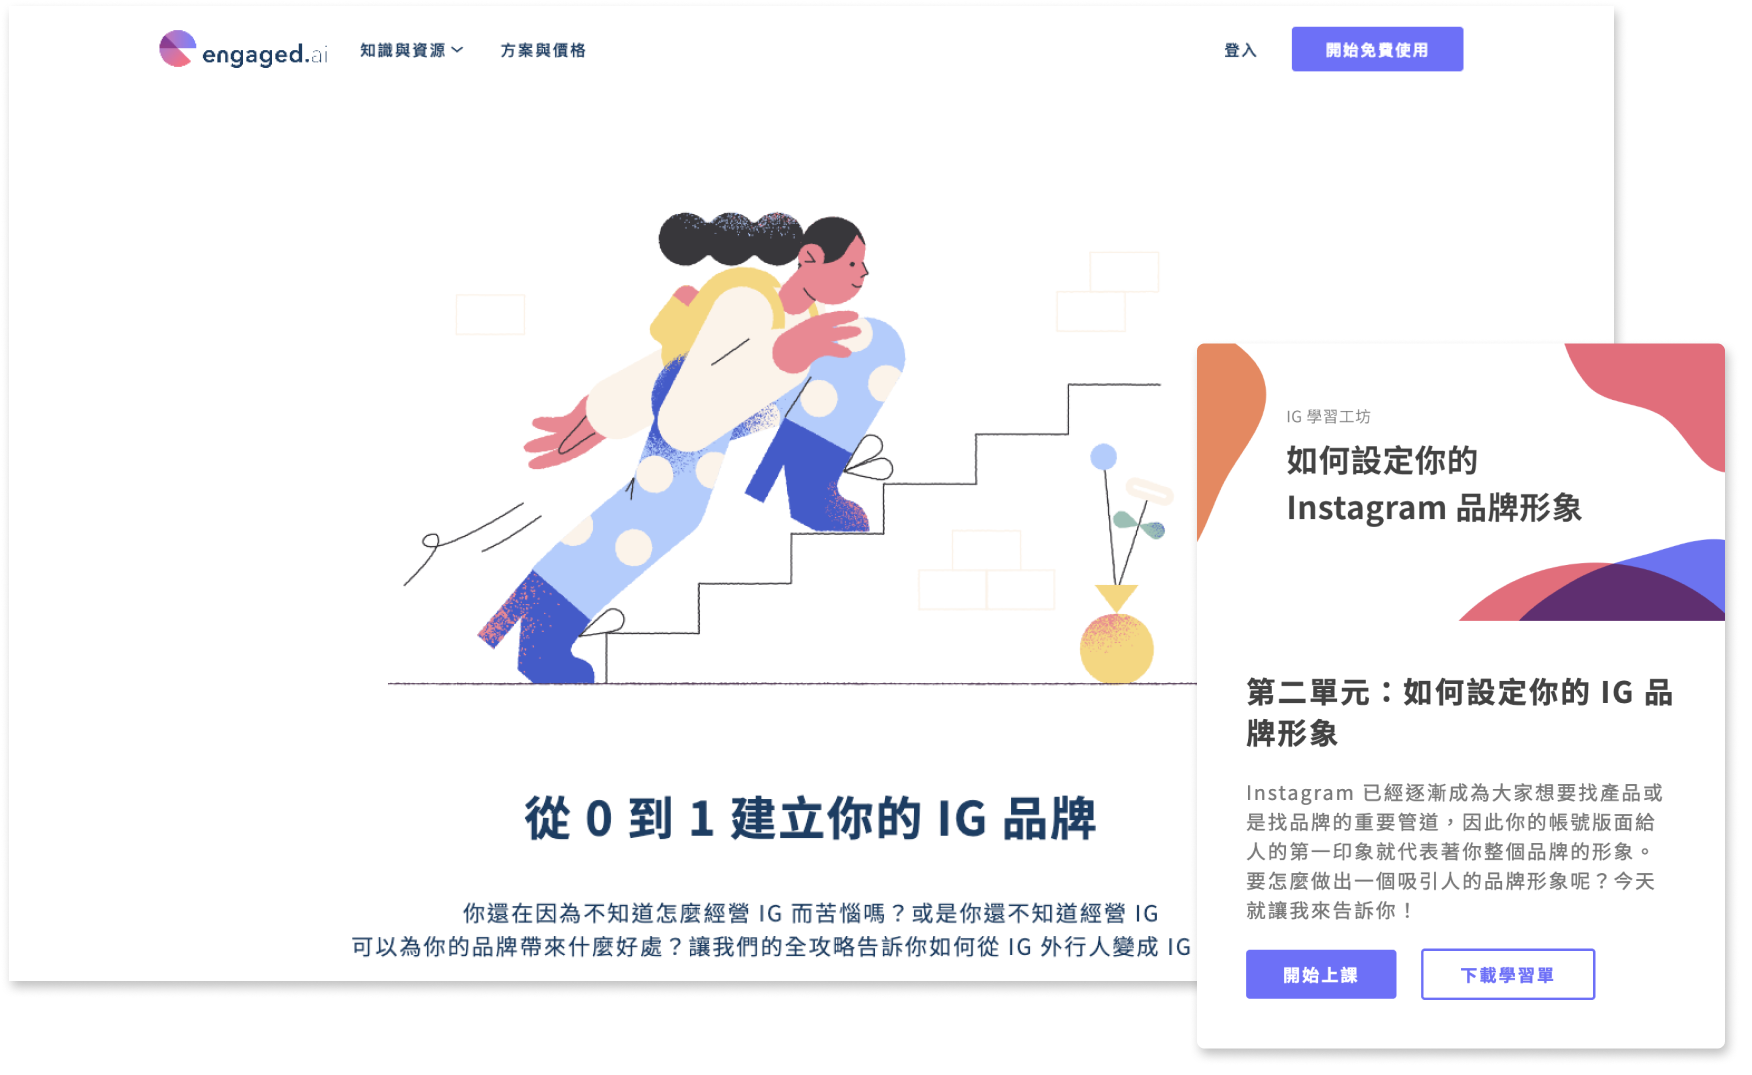 engaged.ai 知識與資源 方案與價格 登入 開始免費使用
從 0 到 1 建立你的 IG 品牌
你還在因為不知道怎麼經營 IG 而苦惱嗎？或是你還不知道經營 IG
可以為你的品牌帶來什麼好處？讓我們的全攻略告訴你如何從 IG 外行人變成 IG
IG 學習工坊
如何設定你的
Instagram 品牌形象
第二單元：如何設定你的 IG 品
牌形象
Instagram 已經逐漸成為大家想要找產品或
是找品牌的重要管道，因此你的帳號版面給
人的第一印象就代表著你整個品牌的形象。
要怎麼做出一個吸引人的品牌形象呢？今天
就讓我來告訴你！
開始上課 下載學習單